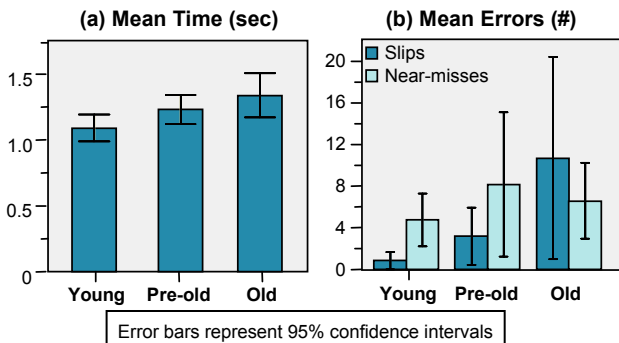 (a) Mean Time (sec)
1.5
1.0
0.5
0
Young Pre-old Old
(b) Mean Errors (#)
Slips
Near-misses
20
16
12
8
4
0
Young Pre-old Old
Error bars represent 95% confidence intervals